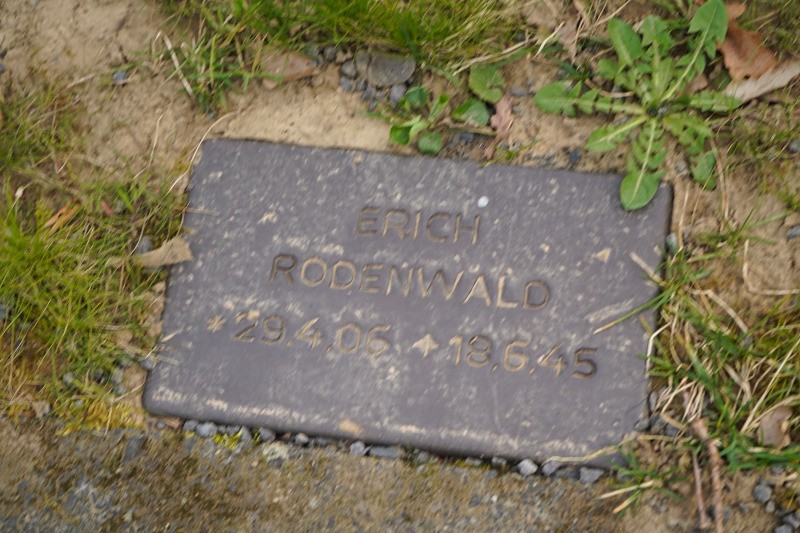 ERICH
RODENWALD
*29.4.06 ✦18.6.45